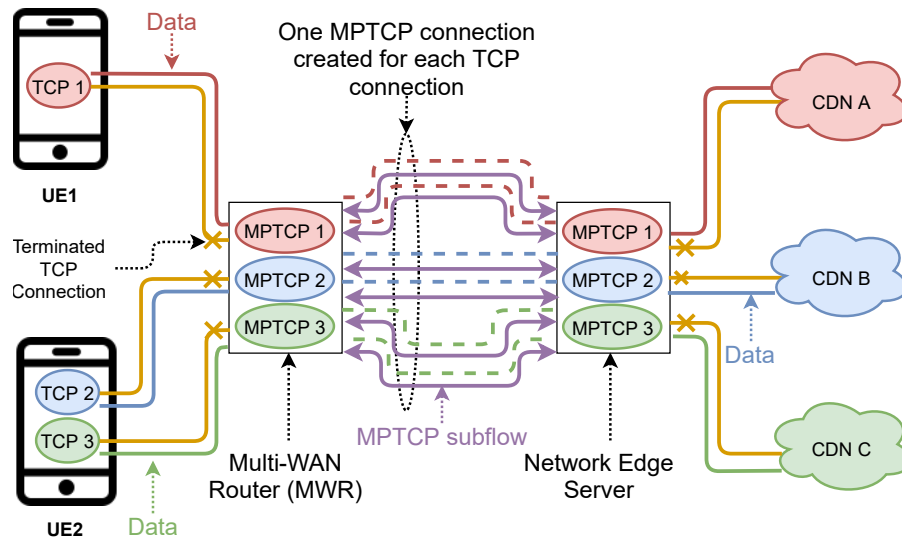 Data
One MPTCP connection
created for each TCP
connection
TCP 1
CDN A
UE1
MPTCP 1
MPTCP 1
Terminated
TCP
Connection
MPTCP 2
MPTCP 2
CDN B
MPTCP 3
MPTCP 3
Data
TCP 2
TCP 3
MPTCP subflow
Multi-WAN
Router (MWR)
Network Edge
Server
CDN C
UE2
Data